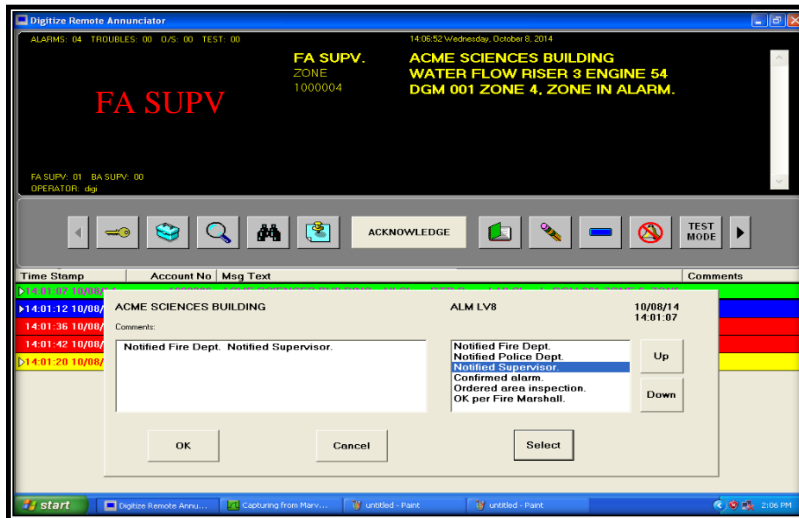 Digitize Remote Annunciator
ALARMS: 04 TROUBLES: 00 O/S: 00 TEST: 00
14:06:52 Wednesday, October 8, 2014
FA SUPV. ACME SCIENCES BUILDING
ZONE WATER FLOW RISER 3 ENGINE 54
1000004 DGM 001 ZONE 4, ZONE IN ALARM.
FA SUPV
FA SUPV: 01 BA SUPV: 00
OPERATOR: digi
ACKNOWLEDGE
TEST MODE
Time Stamp Account No Msg Text Comments
14:01:07 10/08/
14:01:12 10/08/
14:01:36 10/08/
14:01:42 10/08/
14:01:20 10/08/
ACME SCIENCES BUILDING ALM LV8 10/08/14
14:01:07
Comments:
Notified Fire Dept. Notified Supervisor.
Notified Fire Dept.
Notified Police Dept.
Notified Supervisor.
Confirmed alarm.
Ordered area inspection.
OK per Fire Marshall.
Up
Down
OK Cancel Select
start Digitize Remote Annu... Capturing from Marv... untitled - Paint untitled - Paint 2:06 PM